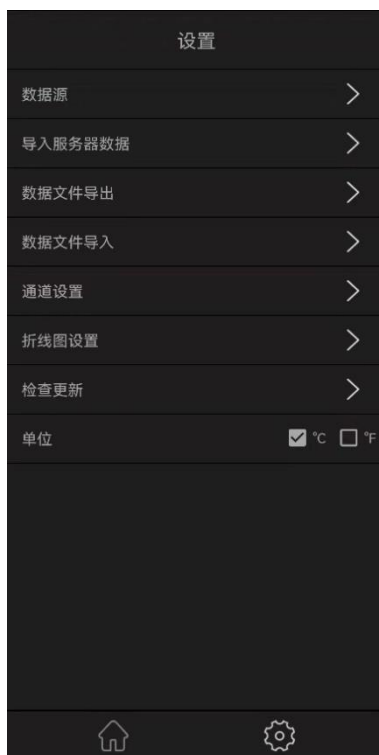 设置
数据源
导入服务器数据
数据文件导出
数据文件导入
通道设置
折线图设置
检查更新
单位 ℃ ℉